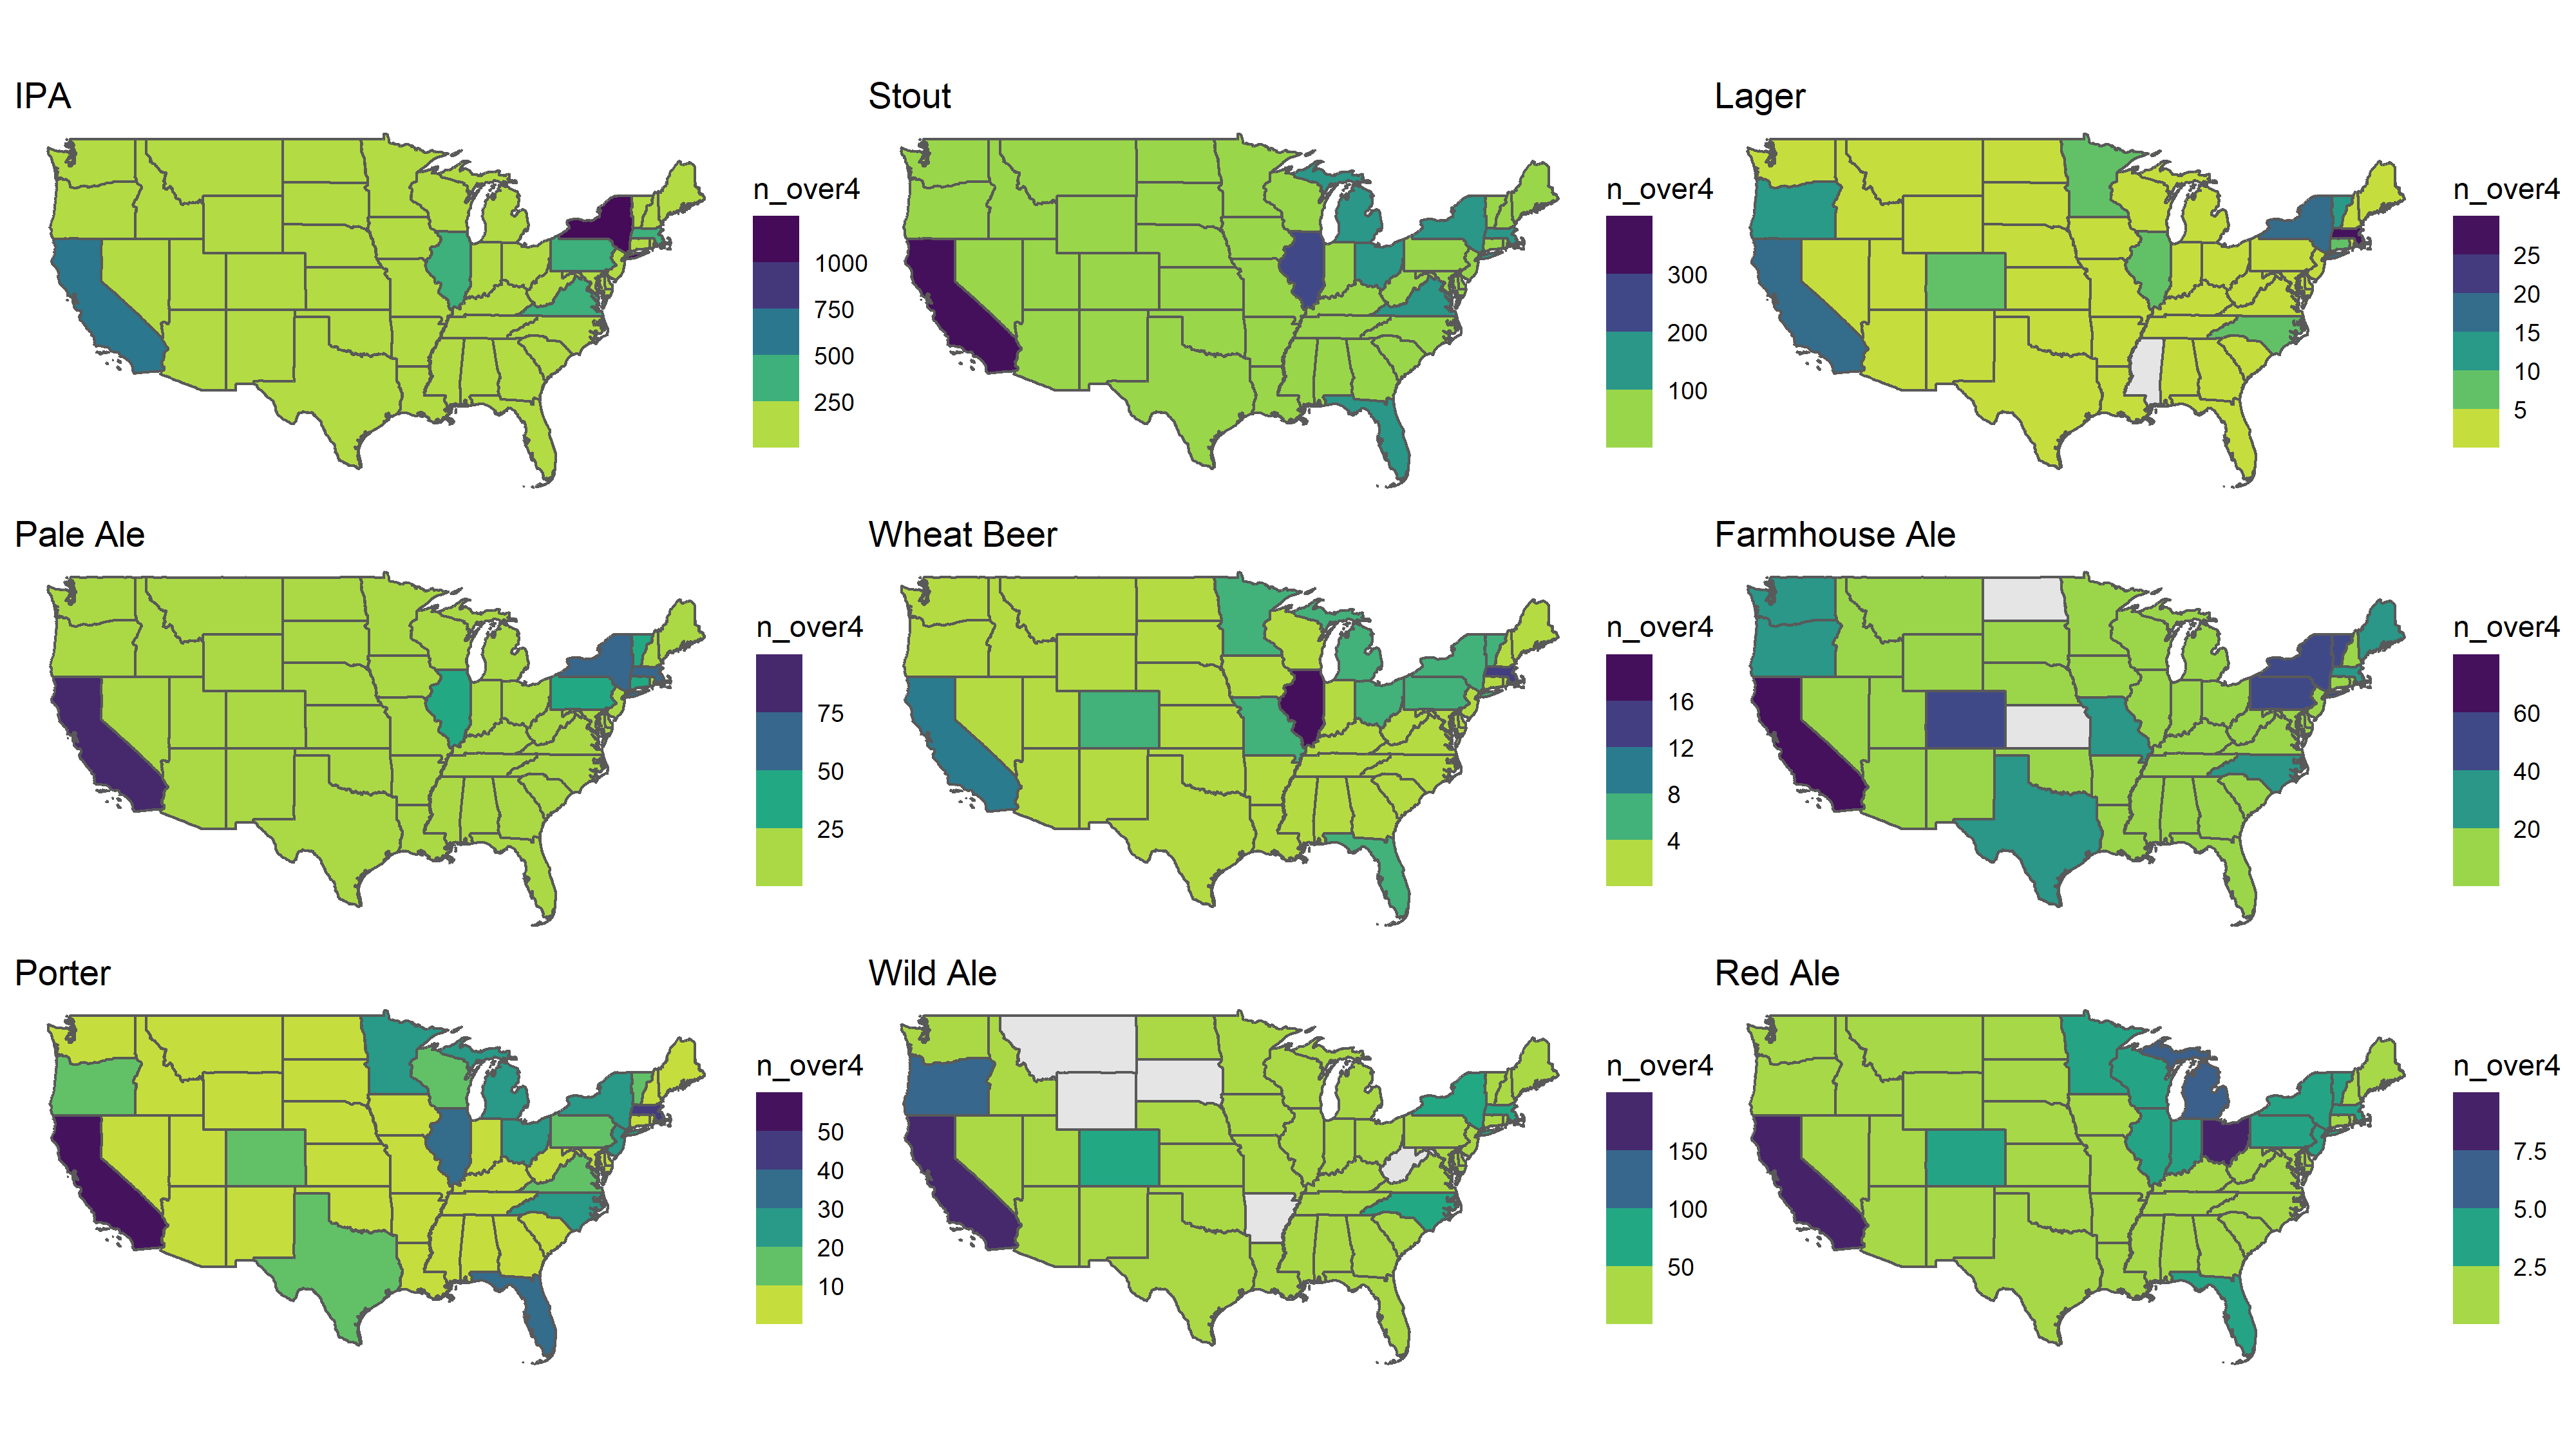 IPA
n_over4
1000
750
500
250
Stout
n_over4
300
200
100
Lager
n_over4
25
20
15
10
5
Pale Ale
n_over4
75
50
25
Wheat Beer
n_over4
16
12
8
4
Farmhouse Ale
n_over4
60
40
20
Porter
n_over4
50
40
30
20
10
Wild Ale
n_over4
150
100
50
Red Ale
n_over4
7.5
5.0
2.5